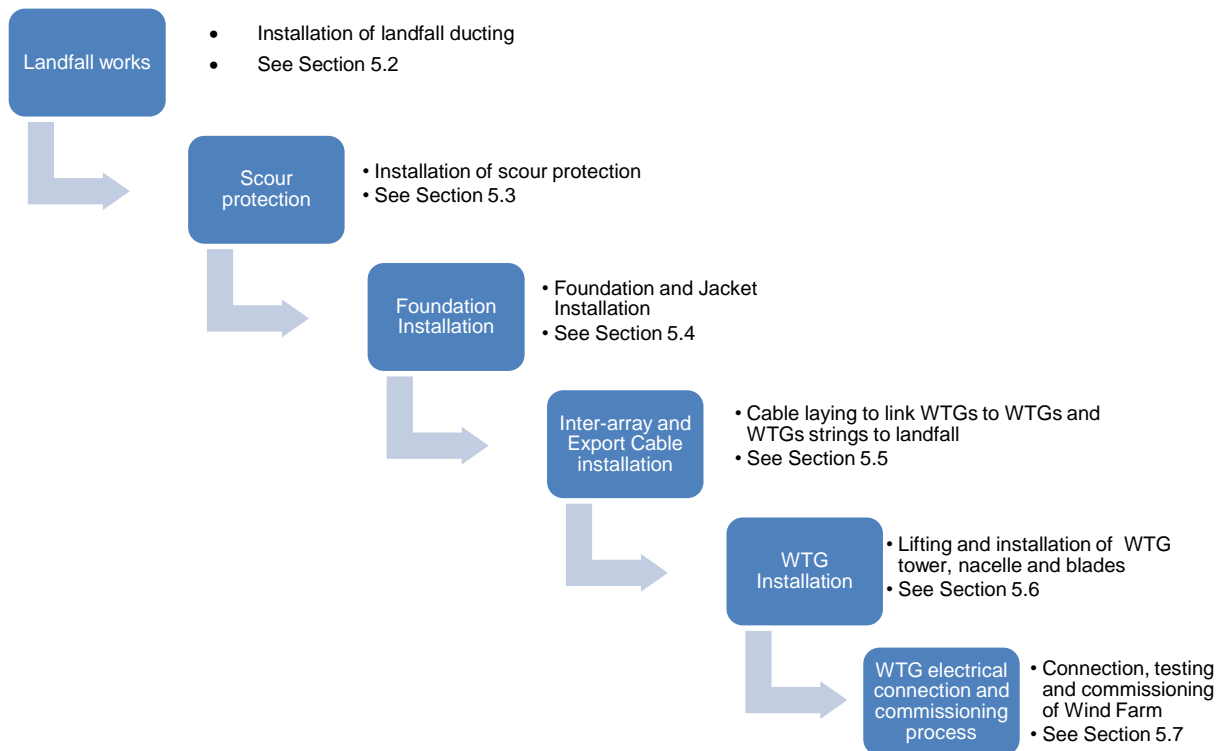 Landfall works
• Installation of landfall ducting
• See Section 5.2
Scour
protection
• Installation of scour protection
• See Section 5.3
Foundation
Installation
• Foundation and Jacket
Installation
• See Section 5.4
Inter-array and
Export Cable
installation
• Cable laying to link WTGs to WTGs and
WTGs strings to landfall
• See Section 5.5
WTG
Installation
• Lifting and installation of WTG
tower, nacelle and blades
• See Section 5.6
WTG electrical
connection and
commissioning
process
• Connection, testing
and commissioning
of Wind Farm
• See Section 5.7